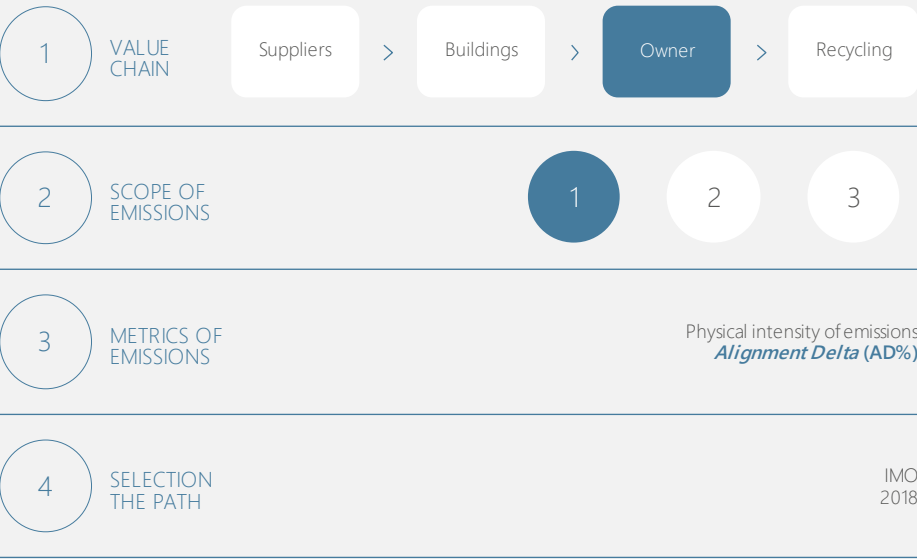 1
VALUE
CHAIN
Suppliers > Buildings > Owner > Recycling
2
SCOPE OF
EMISSIONS
1 2 3
3
METRICS OF
EMISSIONS
Physical intensity of emissions
Alignment Delta (AD%)
4
SELECTION
THE PATH
IMO
2018